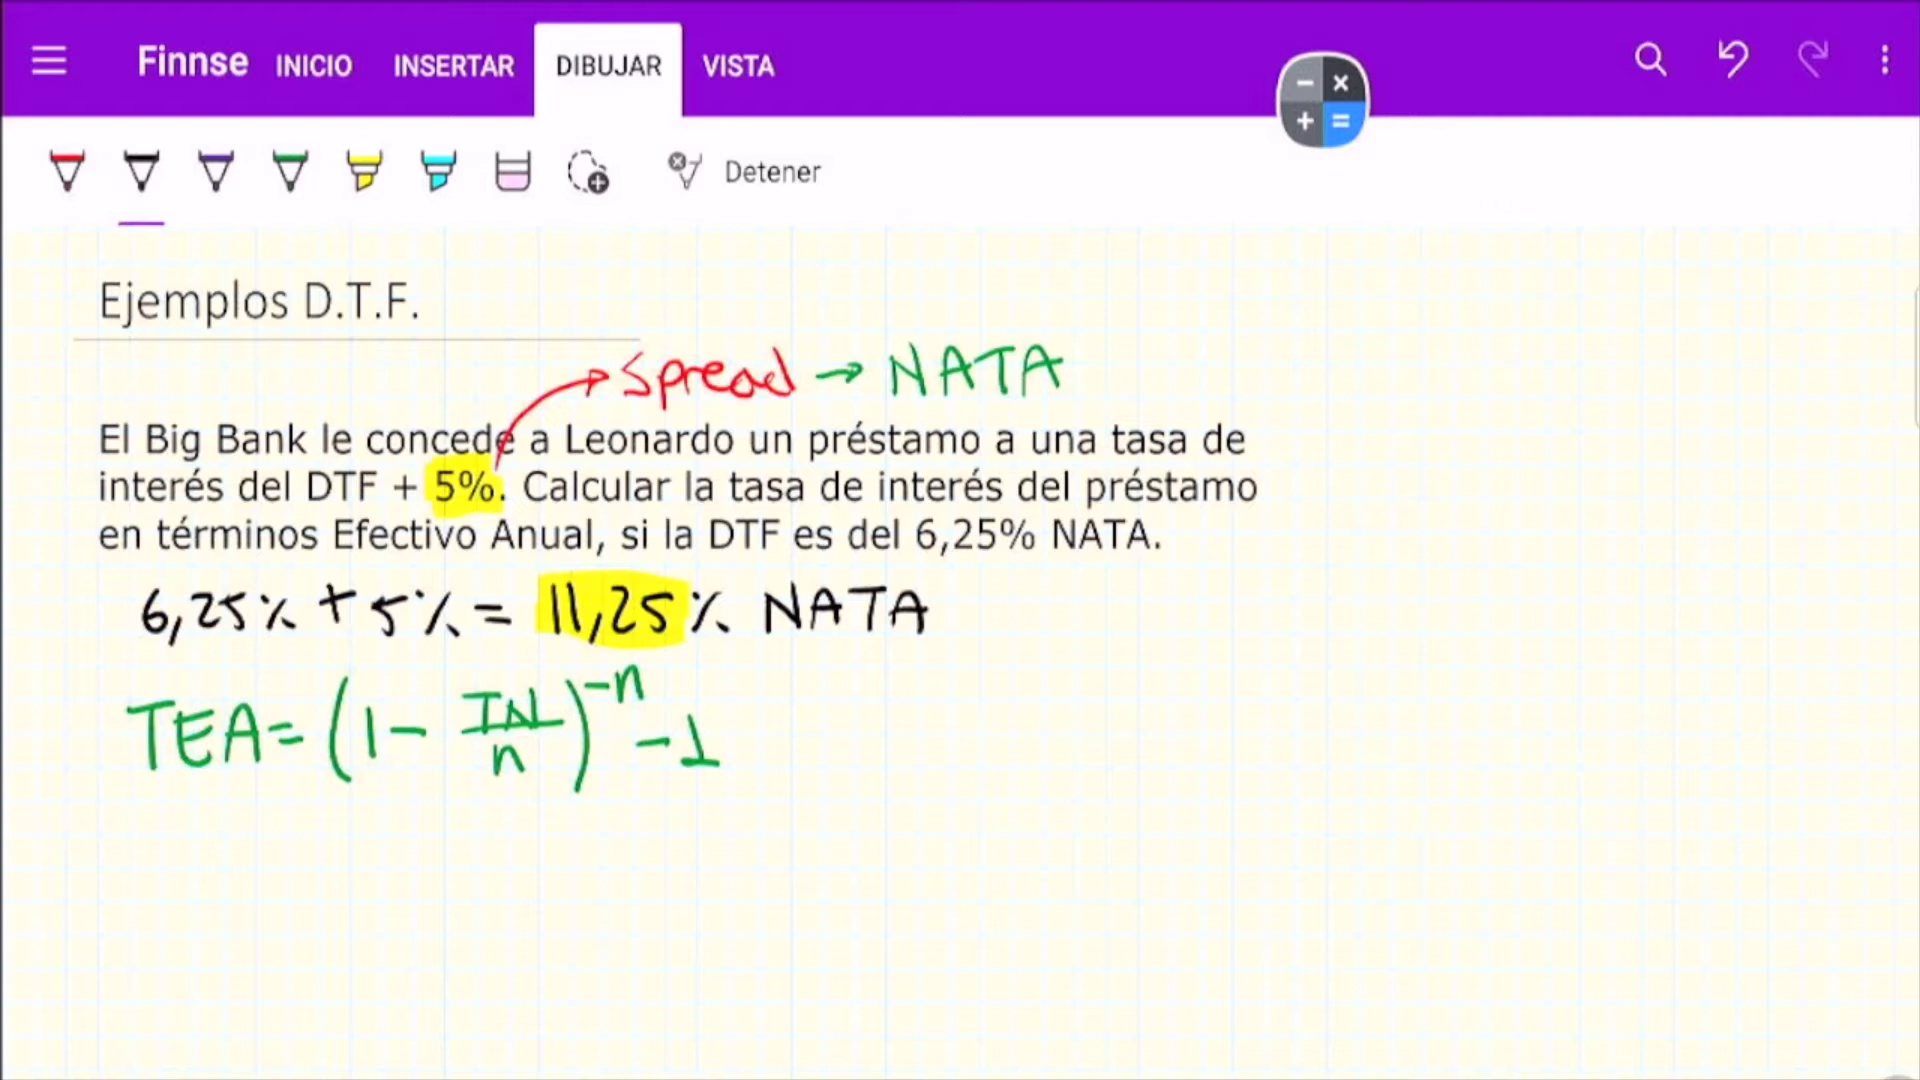 Finnse INICIO INSERTAR DIBUJAR VISTA
Detener
Ejemplos D.T.F.
Spread → NATA
El Big Bank le concede a Leonardo un préstamo a una tasa de
interés del DTF + 5%. Calcular la tasa de interés del préstamo
en términos Efectivo Anual, si la DTF es del 6,25% NATA.
6,25% + 5% = 11,25% NATA
TEA = (1 - IN/n)^-n - 1